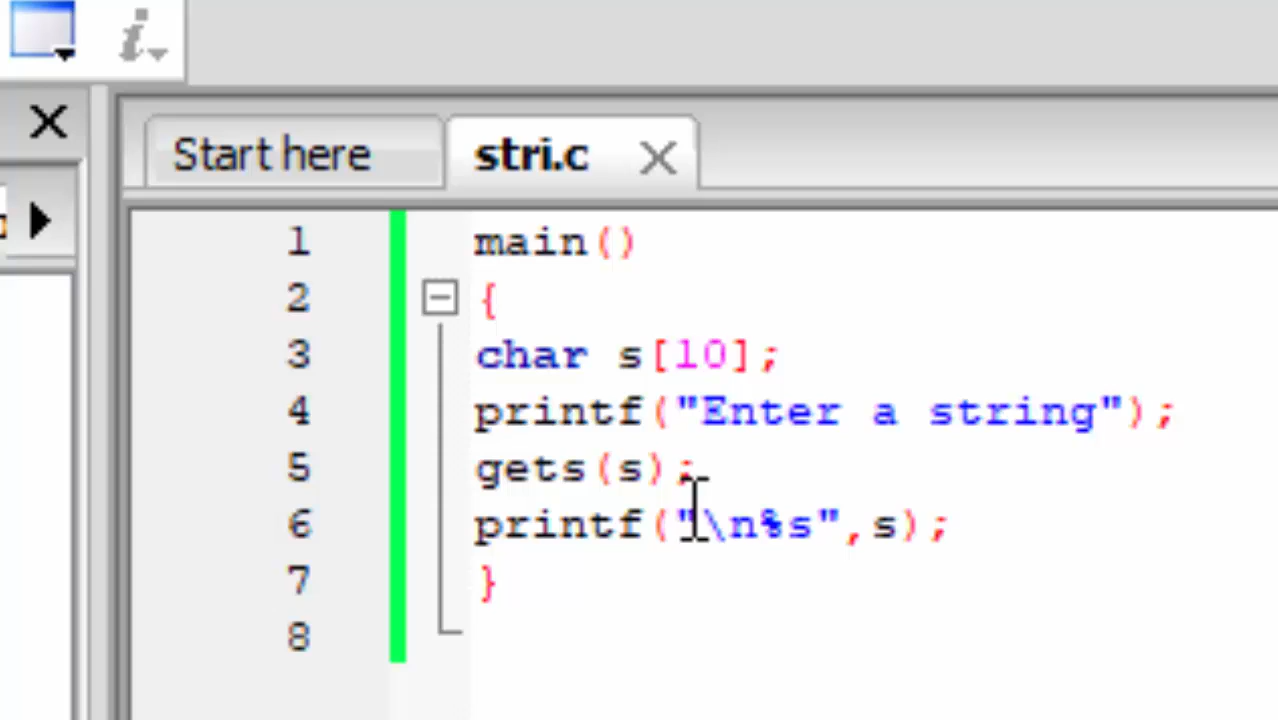 Start here
stri.c
1 main()
2 {
3 char s[10];
4 printf("Enter a string");
5 gets(s);
6 printf("\n%s",s);
7 }
8